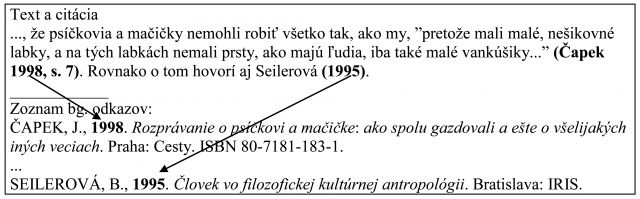 Text a citácia
..., že psíčkovia a mačičky nemohli robiť všetko tak, ako my, ”pretože mali malé, nešikovné
labky, a na tých labkách nemali prsty, ako majú ľudia, iba také malé vankúšiky...” (Čapek
1998, s. 7). Rovnako o tom hovorí aj Seilerová (1995).
Zoznam bg. odkazov:
ČAPEK, J., 1998. Rozprávanie o psíčkovi a mačičke: ako spolu gazdovali a ešte o všelijakých
iných veciach. Praha: Cesty. ISBN 80-7181-183-1.
...
SEILEROVÁ, B., 1995. Človek vo filozofickej kultúrnej antropológii. Bratislava: IRIS.